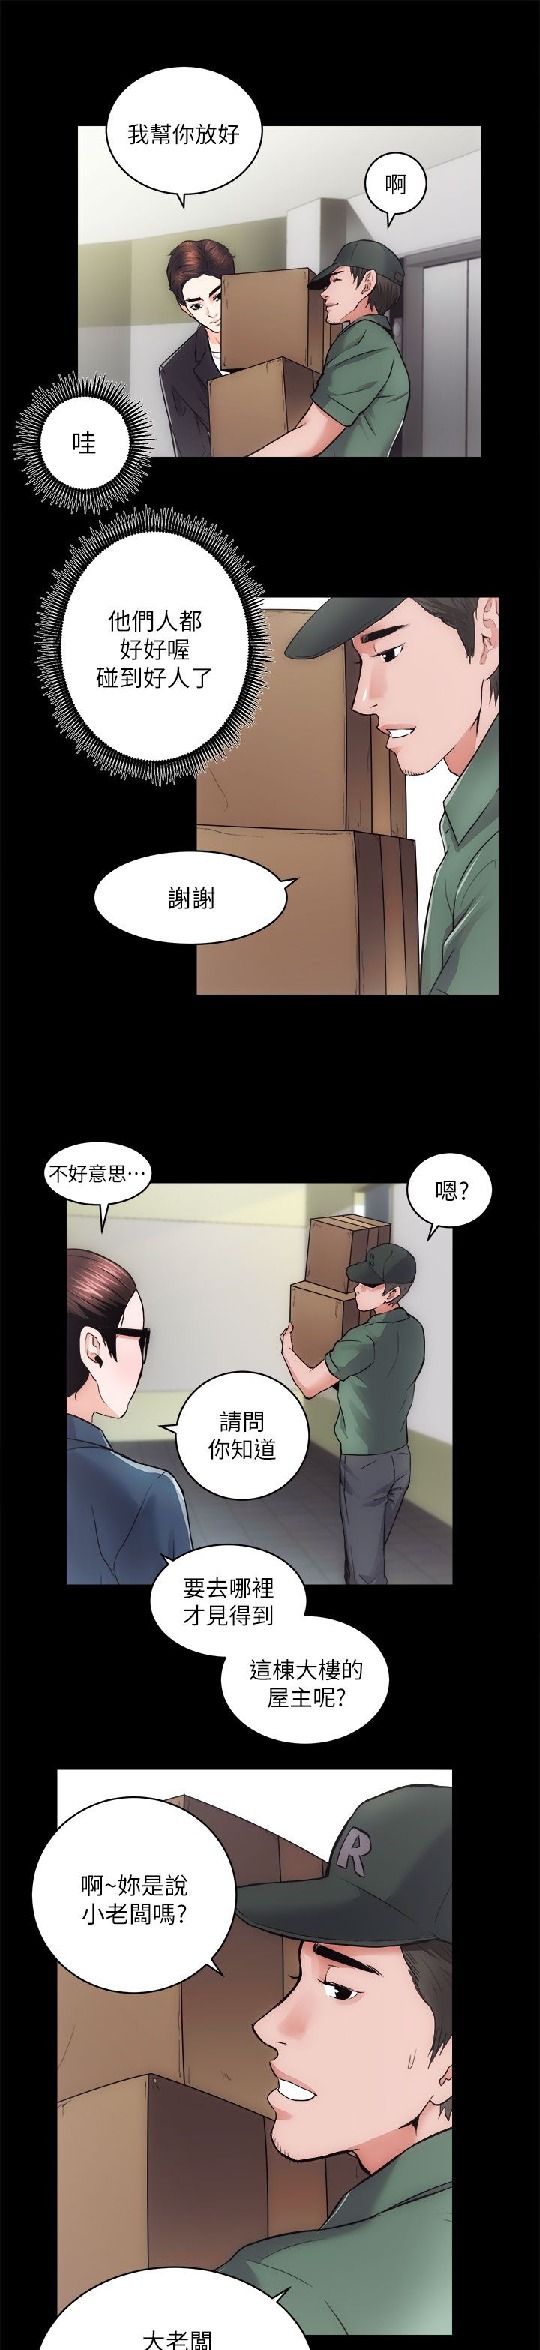 我幫你放好
啊
哇
他們人都
好好喔
碰到好人了
謝謝
不好意思…
嗯?
請問
你知道
要去哪裡
才見得到
這棟大樓的
屋主呢?
R
啊~妳是說
小老闆嗎?
大老闆